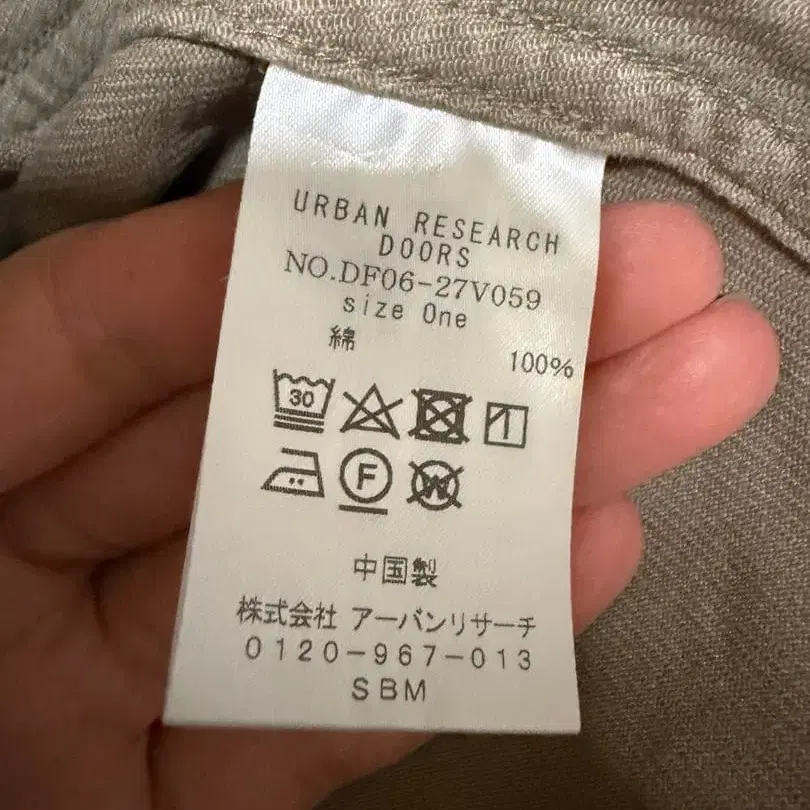 URBAN RESEARCH
DOORS
NO.DF06-27V059
size One
綿 100%
30
F
W
中国製
株式会社 アーバンリサーチ
0120-967-013
SBM